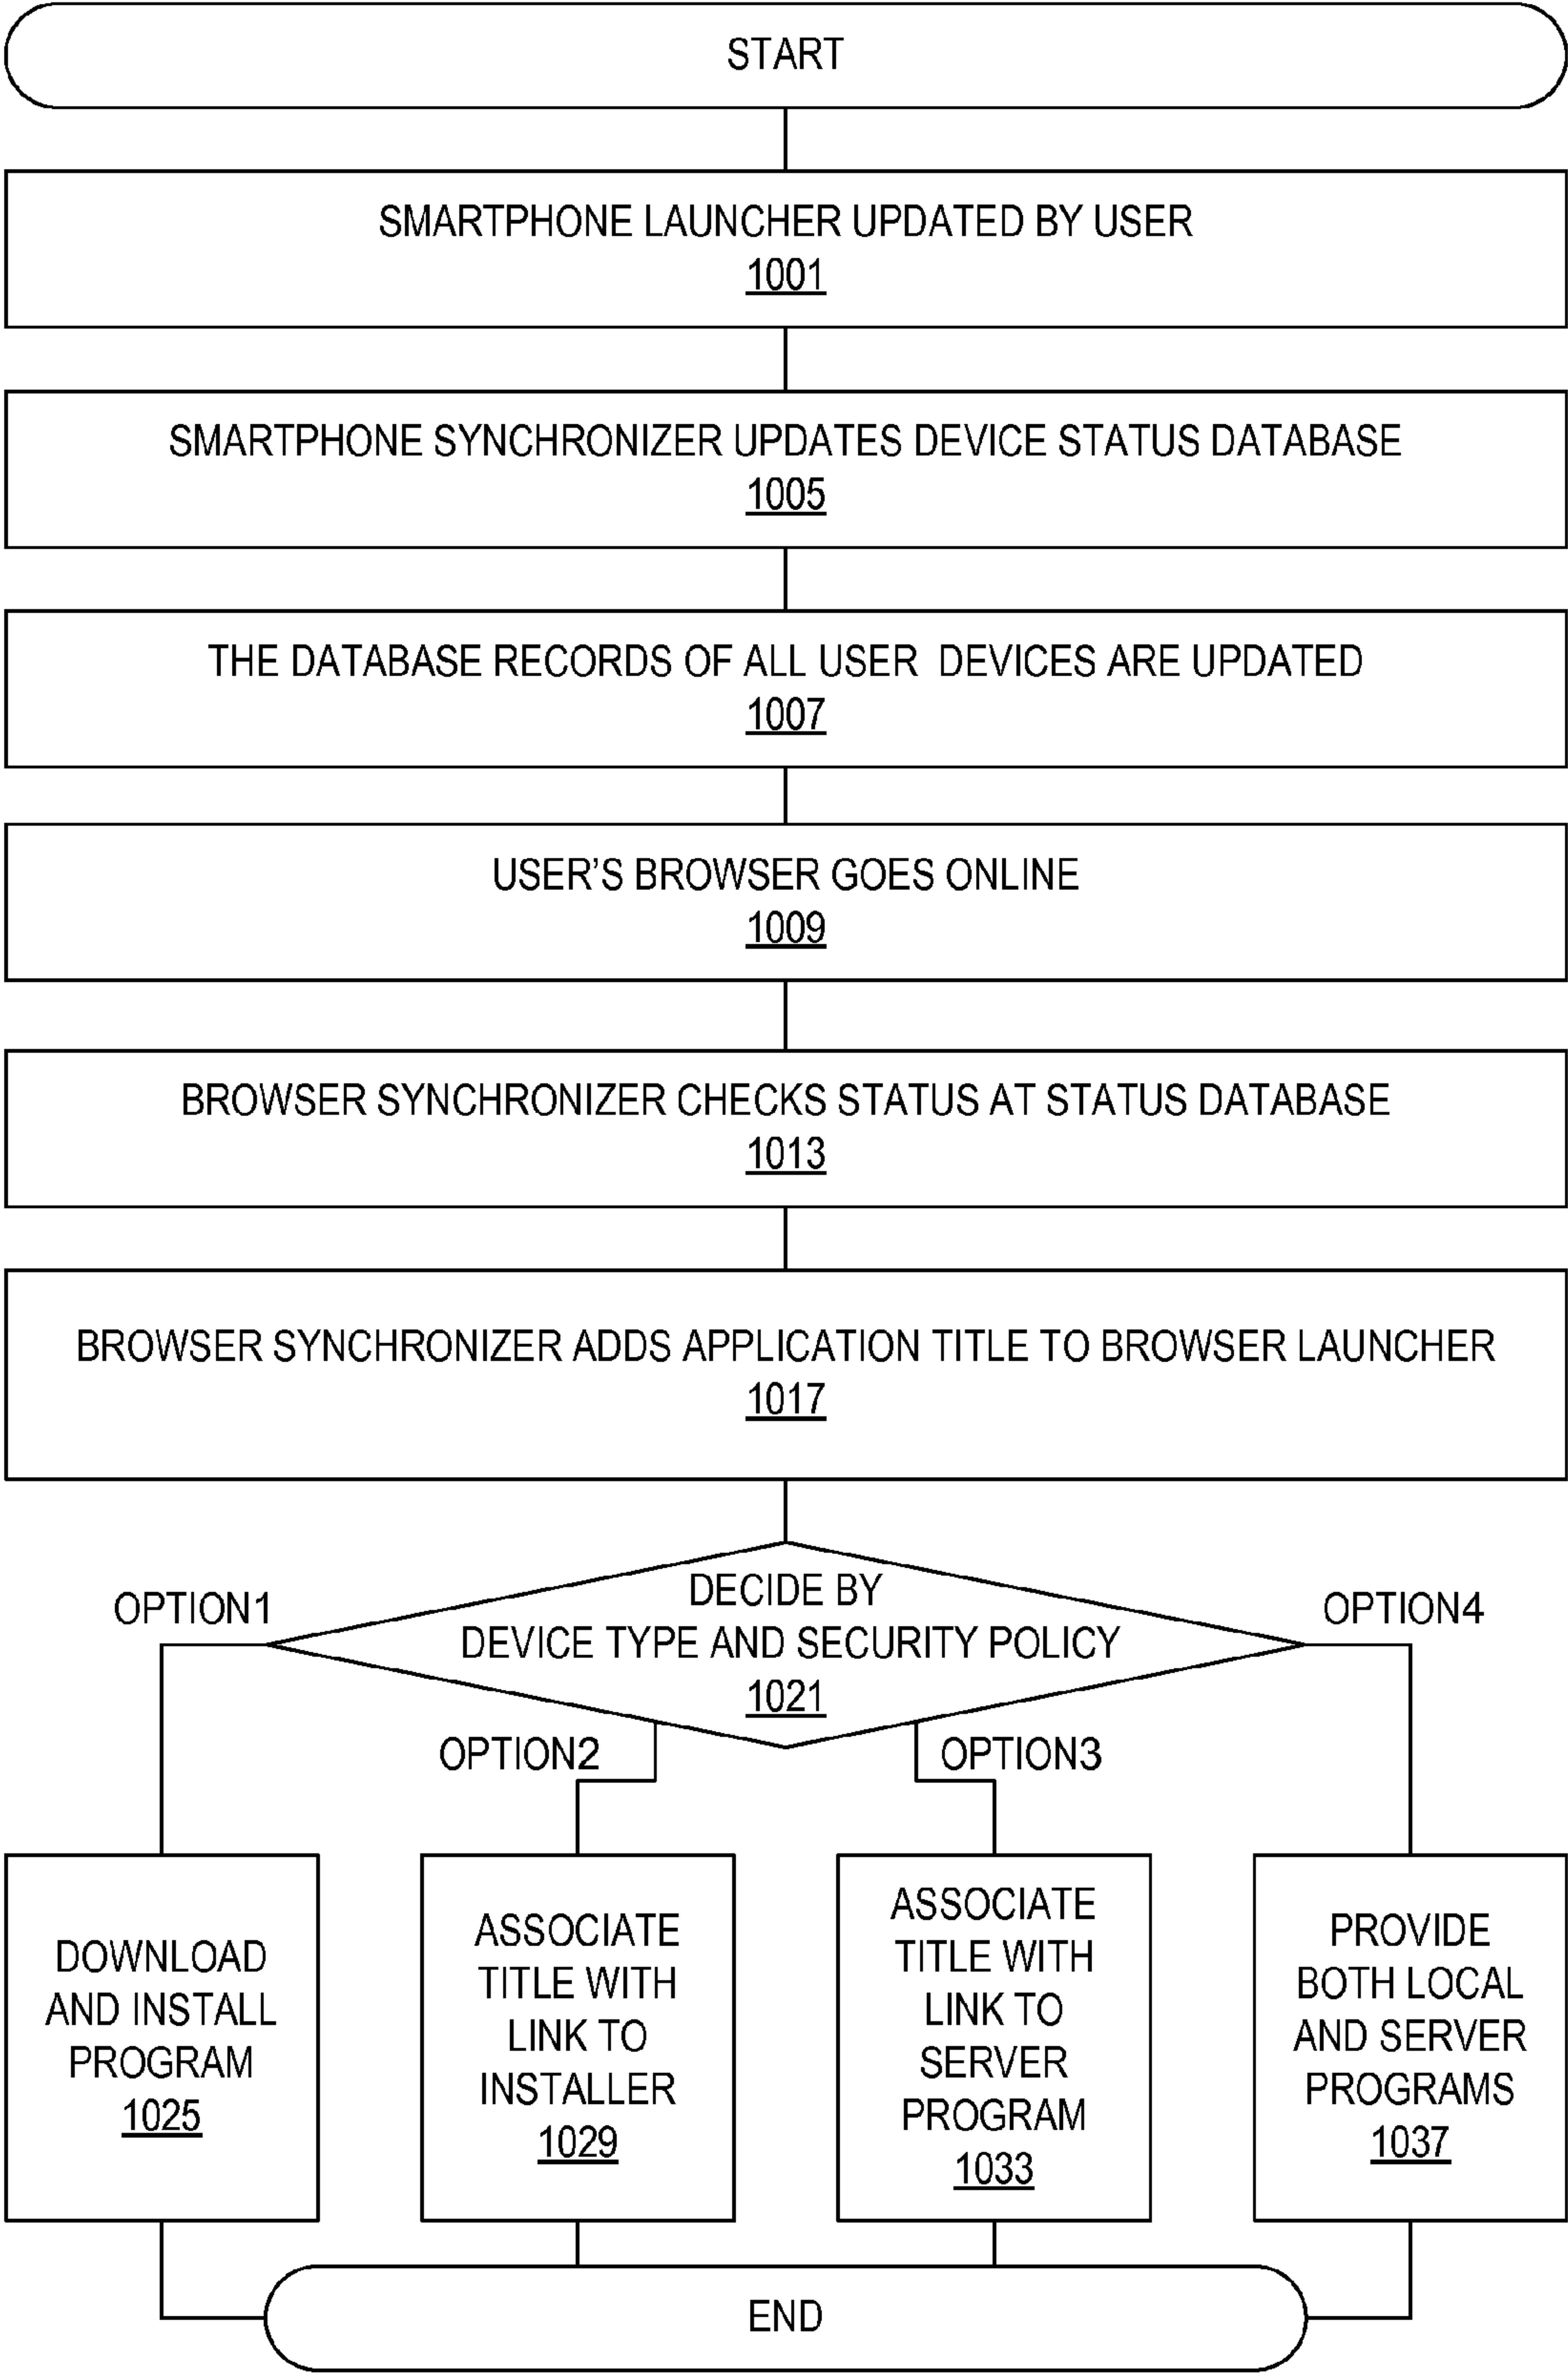 START
SMARTPHONE LAUNCHER UPDATED BY USER
1001
SMARTPHONE SYNCHRONIZER UPDATES DEVICE STATUS DATABASE
1005
THE DATABASE RECORDS OF ALL USER DEVICES ARE UPDATED
1007
USER'S BROWSER GOES ONLINE
1009
BROWSER SYNCHRONIZER CHECKS STATUS AT STATUS DATABASE
1013
BROWSER SYNCHRONIZER ADDS APPLICATION TITLE TO BROWSER LAUNCHER
1017
DECIDE BY
DEVICE TYPE AND SECURITY POLICY
1021
OPTION1
OPTION2
OPTION3
OPTION4
DOWNLOAD
AND INSTALL
PROGRAM
1025
ASSOCIATE
TITLE WITH
LINK TO
INSTALLER
1029
ASSOCIATE
TITLE WITH
LINK TO
SERVER
PROGRAM
1033
PROVIDE
BOTH LOCAL
AND SERVER
PROGRAMS
1037
END